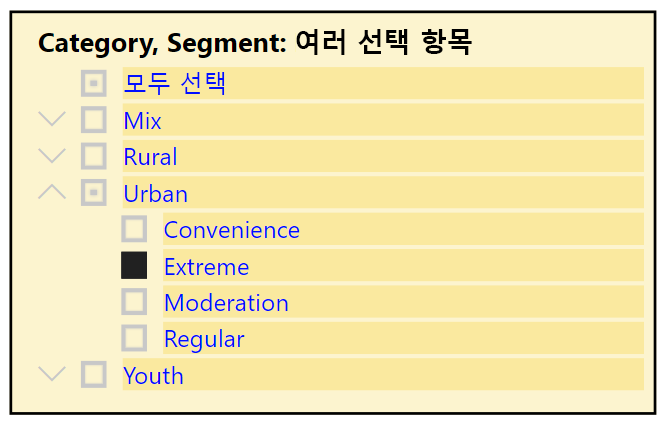 Category, Segment: 여러 선택 항목
모두 선택
Mix
Rural
Urban
Convenience
Extreme
Moderation
Regular
Youth